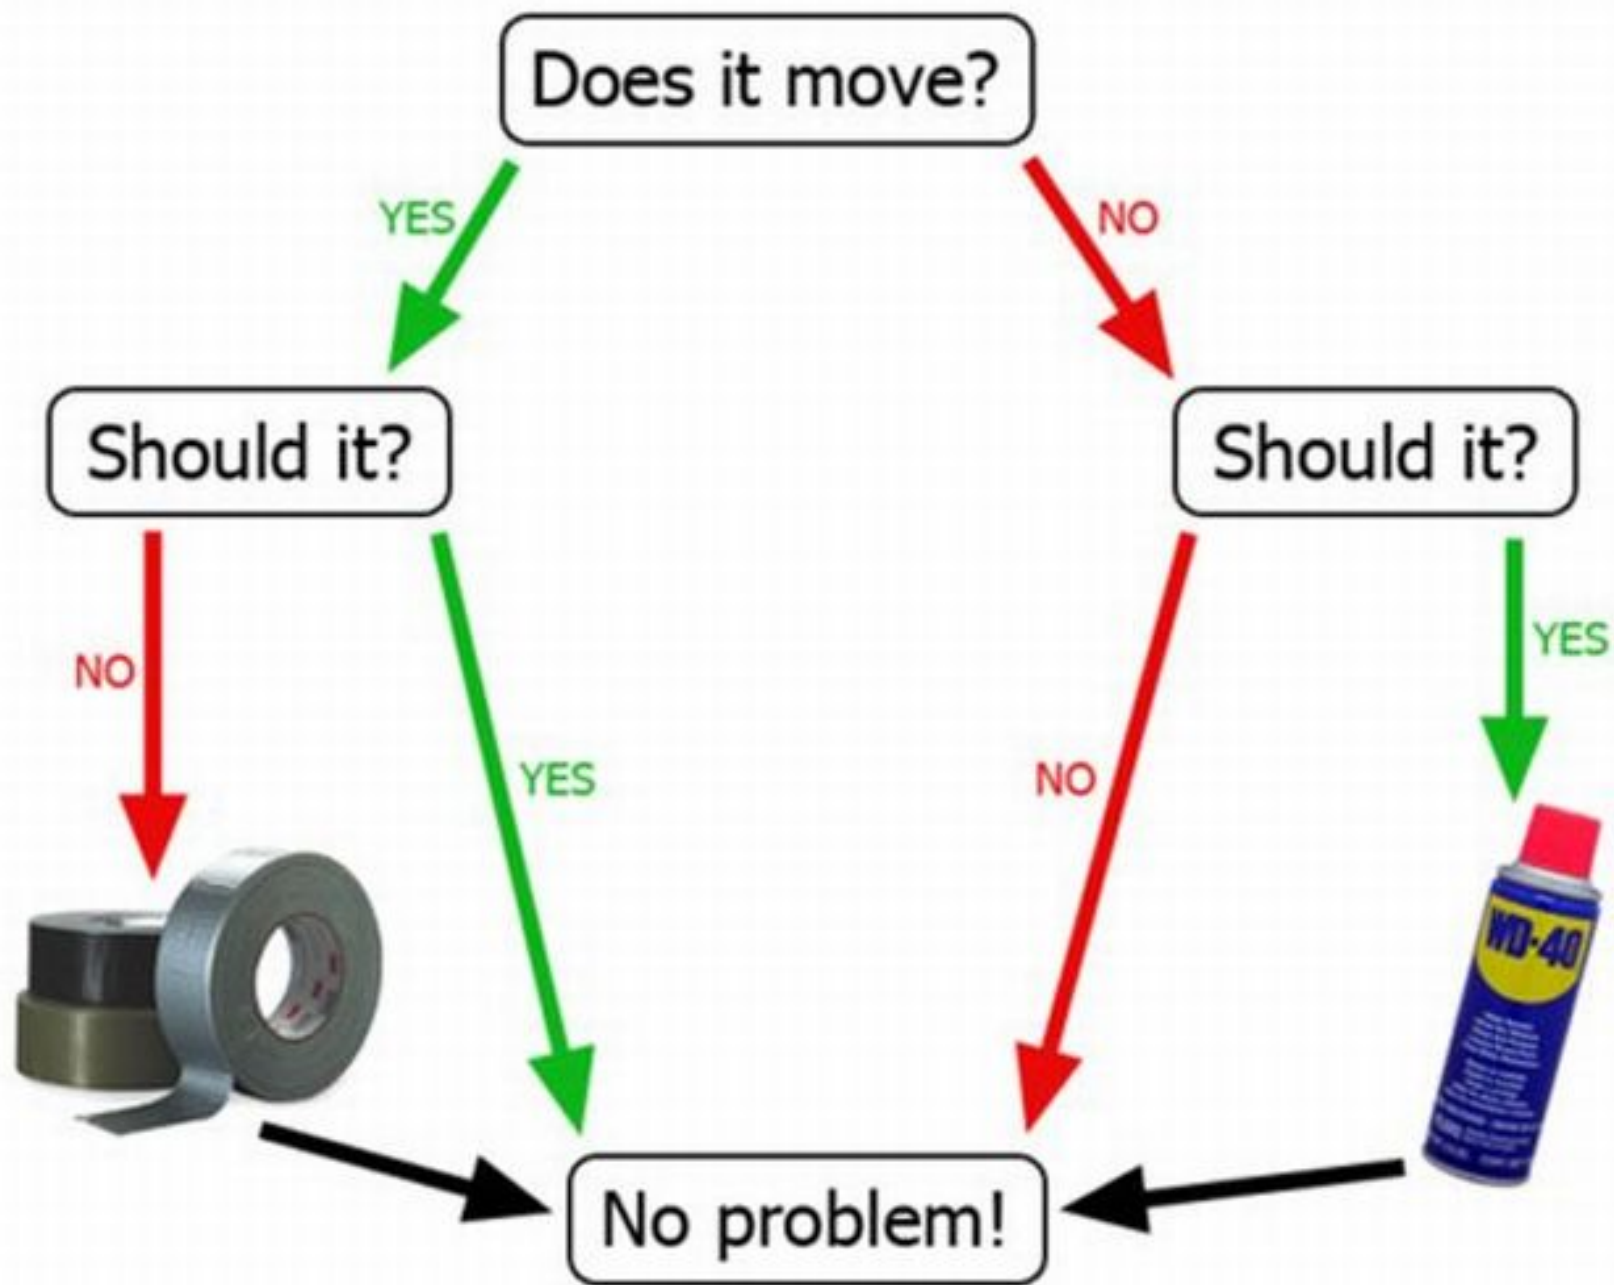 Does it move?
YES
NO
Should it?
Should it?
NO
YES
NO
YES
WD-40
No problem!